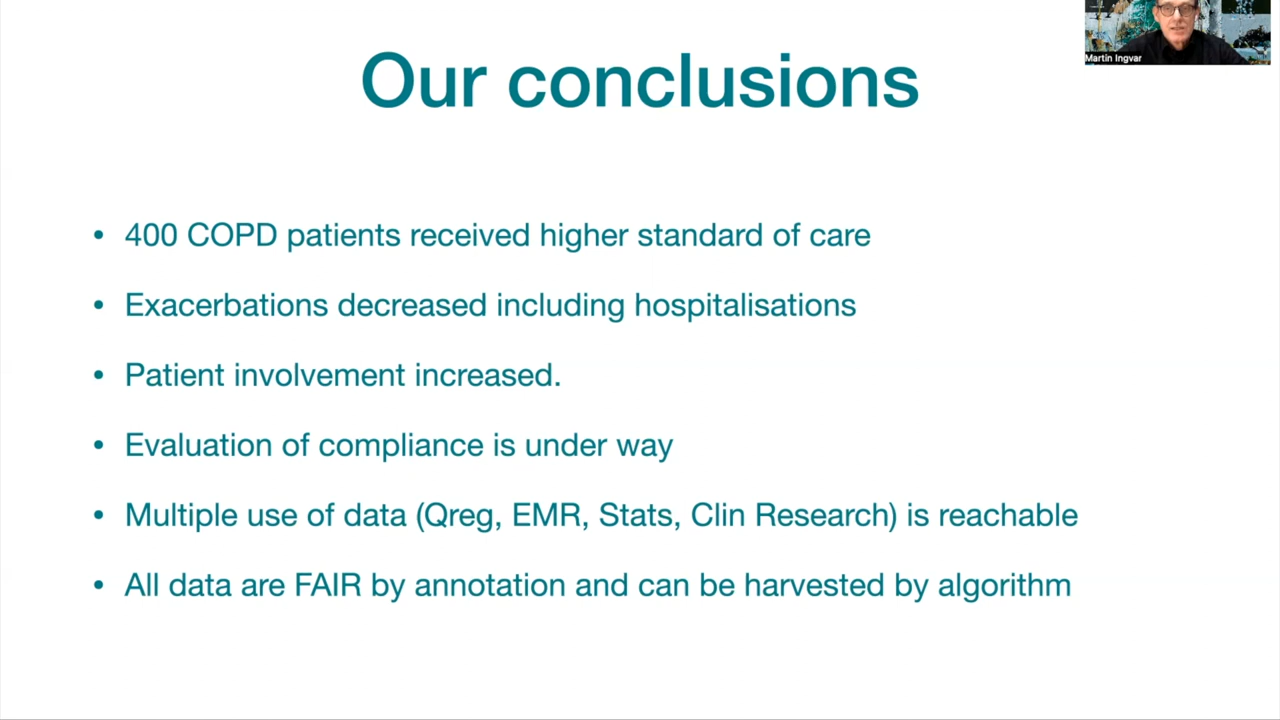 Martin Ingvar
Our conclusions
• 400 COPD patients received higher standard of care
• Exacerbations decreased including hospitalisations
• Patient involvement increased.
• Evaluation of compliance is under way
• Multiple use of data (Qreg, EMR, Stats, Clin Research) is reachable
• All data are FAIR by annotation and can be harvested by algorithm